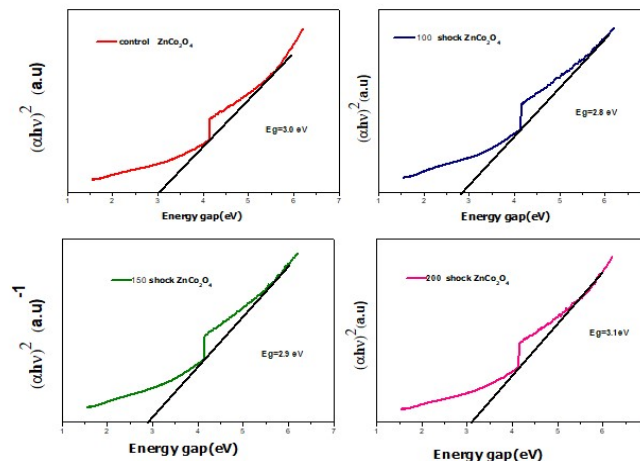 control ZnCo₂O₄
(αhν)² (a.u)
Eg=3.0 eV
1 2 3 4 5 6 7
Energy gap(eV)
100 shock ZnCo₂O₄
(αhν)²(a.u)
Eg=2.8 eV
1 2 3 4 5 6
Energy gap(eV)
150 shock ZnCo₂O₄
(αhν)² (a.u)⁻¹
Eg=2.9 eV
1 2 3 4 5 6 7
Energy gap(eV)
200 shock ZnCo₂O₄
(αhν)²(a.u)
Eg=3.1 eV
1 2 3 4 5 6
Energy gap(eV)